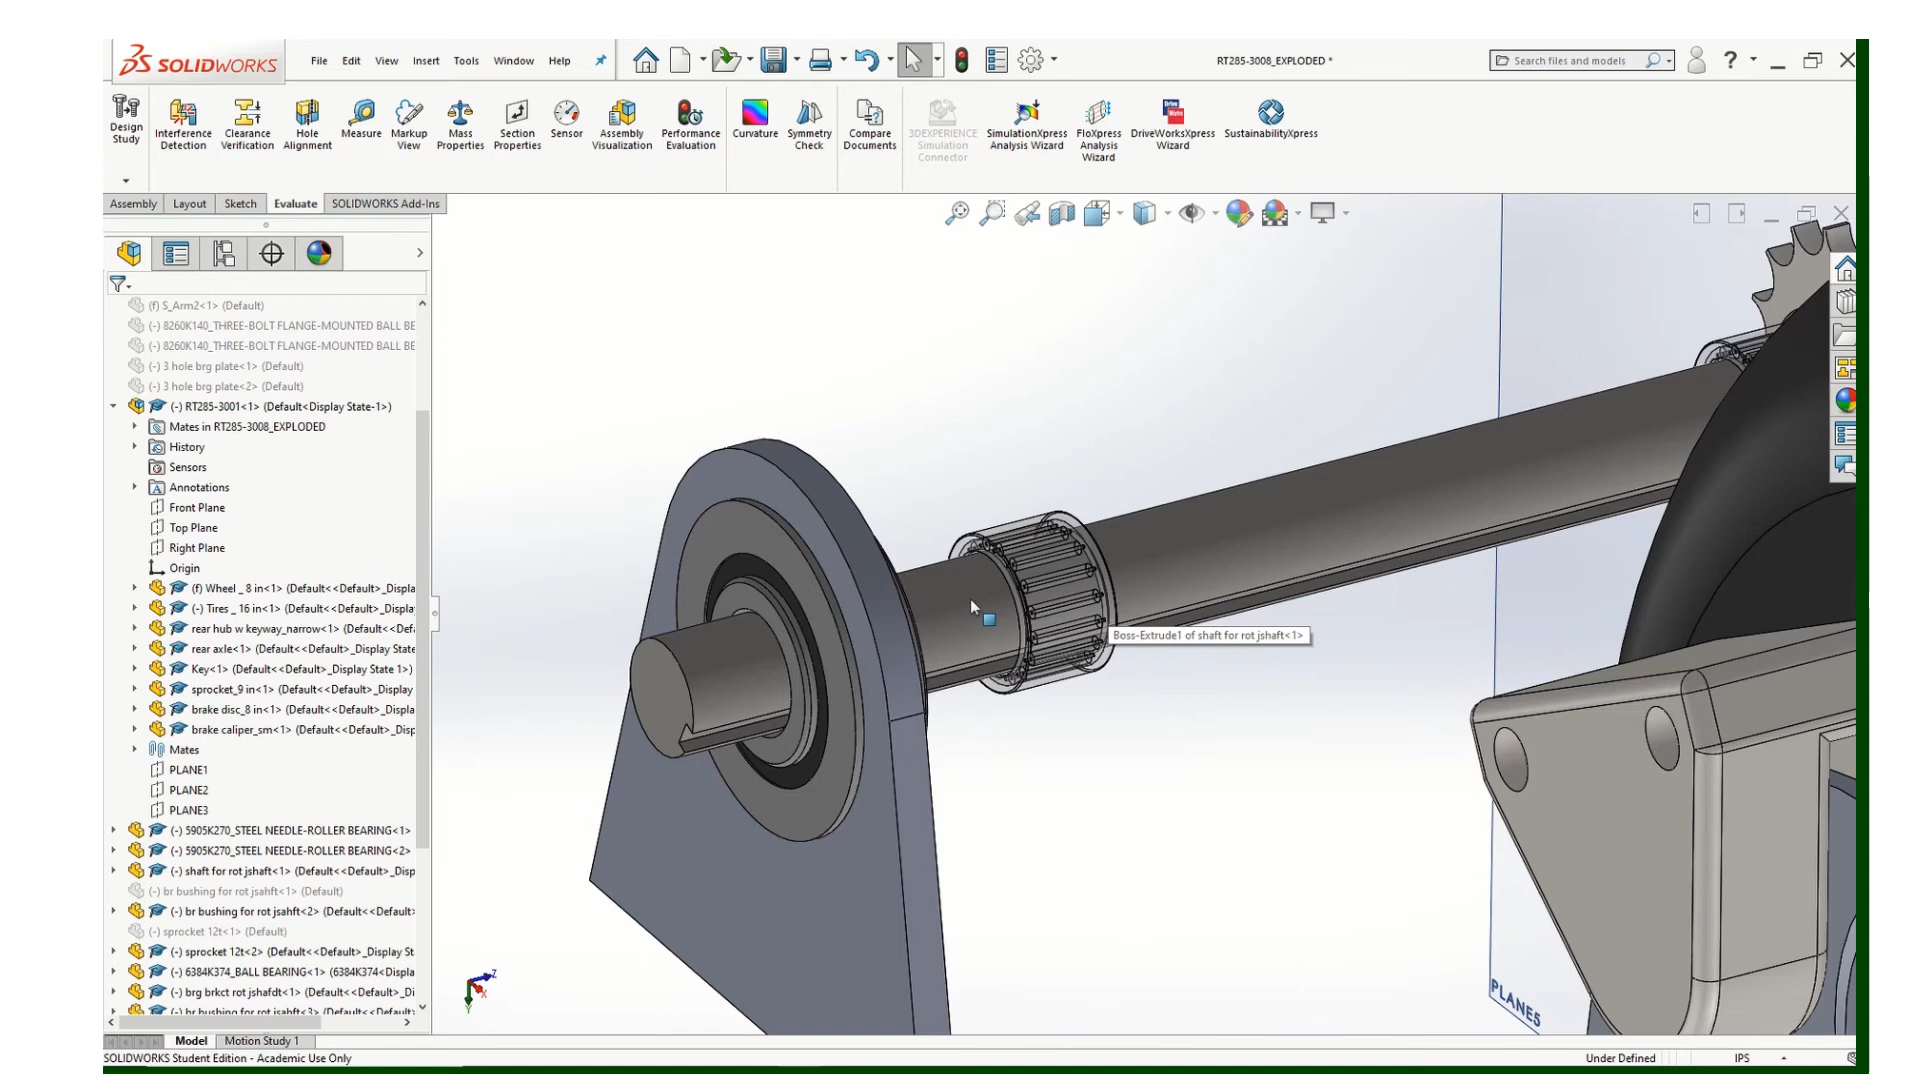 SOLIDWORKS
File Edit View Insert Tools Window Help
RT285-3008_EXPLODED *
Search files and models
?
Design Study
Interference Detection
Clearance Verification
Hole Alignment
Measure
Markup View
Mass Properties
Section Properties
Sensor
Assembly Visualization
Performance Evaluation
Curvature
Symmetry Check
Compare Documents
3DEXPERIENCE Simulation Connector
SimulationXpress Analysis Wizard
FloXpress Analysis Wizard
DriveWorksXpress Wizard
SustainabilityXpress
Assembly Layout Sketch Evaluate SOLIDWORKS Add-Ins
(f) S_Arm2<1> (Default)
(-) 8260K140_THREE-BOLT FLANGE-MOUNTED BALL BE
(-) 8260K140_THREE-BOLT FLANGE-MOUNTED BALL BE
(-) 3 hole brg plate<1> (Default)
(-) 3 hole brg plate<2> (Default)
(-) RT285-3001<1> (Default<Display State-1>)
Mates in RT285-3008_EXPLODED
History
Sensors
Annotations
Front Plane
Top Plane
Right Plane
Origin
(f) Wheel _ 8 in<1> (Default<<Default>_Displa
(-) Tires _ 16 in<1> (Default<<Default>_Displa
rear hub w keyway_narrow<1> (Default<<Def
rear axle<1> (Default<<Default>_Display State
Key<1> (Default<<Default>_Display State 1>)
sprocket_9 in<1> (Default<<Default>_Display
brake disc_8 in<1> (Default<<Default>_Displa
brake caliper_sm<1> (Default<<Default>_Disp
Mates
PLANE1
PLANE2
PLANE3
(-) 5905K270_STEEL NEEDLE-ROLLER BEARING<1>
(-) 5905K270_STEEL NEEDLE-ROLLER BEARING<2>
(-) shaft for rot jshaft<1> (Default<<Default>_Disp
(-) br bushing for rot jsahft<1> (Default)
(-) br bushing for rot jsahft<2> (Default<<Default>
(-) sprocket 12t<1> (Default)
(-) sprocket 12t<2> (Default<<Default>_Display St
(-) 6384K374_BALL BEARING<1> (6384K374<Displa
(-) brg brkct rot jshafdt<1> (Default<<Default>_Di
(-) br bushing for rot jsahft<3> (Default<<Default>
Boss-Extrude1 of shaft for rot jshaft<1>
PLANE5
Z
X
Y
Model Motion Study 1
SOLIDWORKS Student Edition - Academic Use Only
Under Defined
IPS